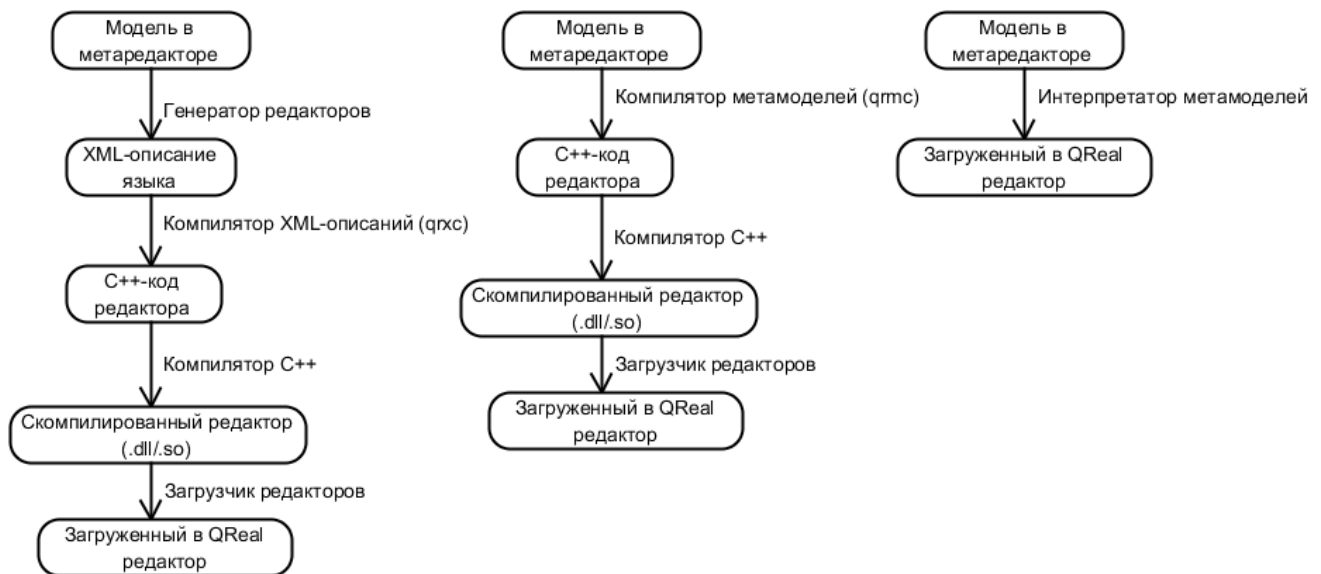 Модель в
метаредакторе
Генератор редакторов
XML-описание
языка
Компилятор XML-описаний (qrxc)
C++-код
редактора
Компилятор C++
Скомпилированный редактор
(.dll/.so)
Загрузчик редакторов
Загруженный в QReal
редактор
Модель в
метаредакторе
Компилятор метамоделей (qrmc)
C++-код
редактора
Компилятор C++
Скомпилированный редактор
(.dll/.so)
Загрузчик редакторов
Загруженный в QReal
редактор
Модель в
метаредакторе
Интерпретатор метамоделей
Загруженный в QReal
редактор